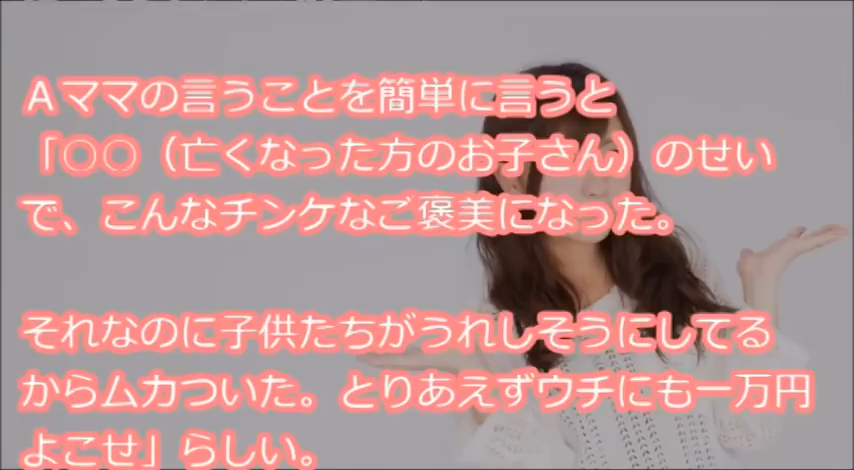 Aママの言うことを簡単に言うと
「○○（亡くなった方のお子さん）のせい
で、こんなチンケなご褒美になった。
それなのに子供たちがうれしそうにしてる
からムカついた。とりあえずウチにも一万円
よこせ」らしい。